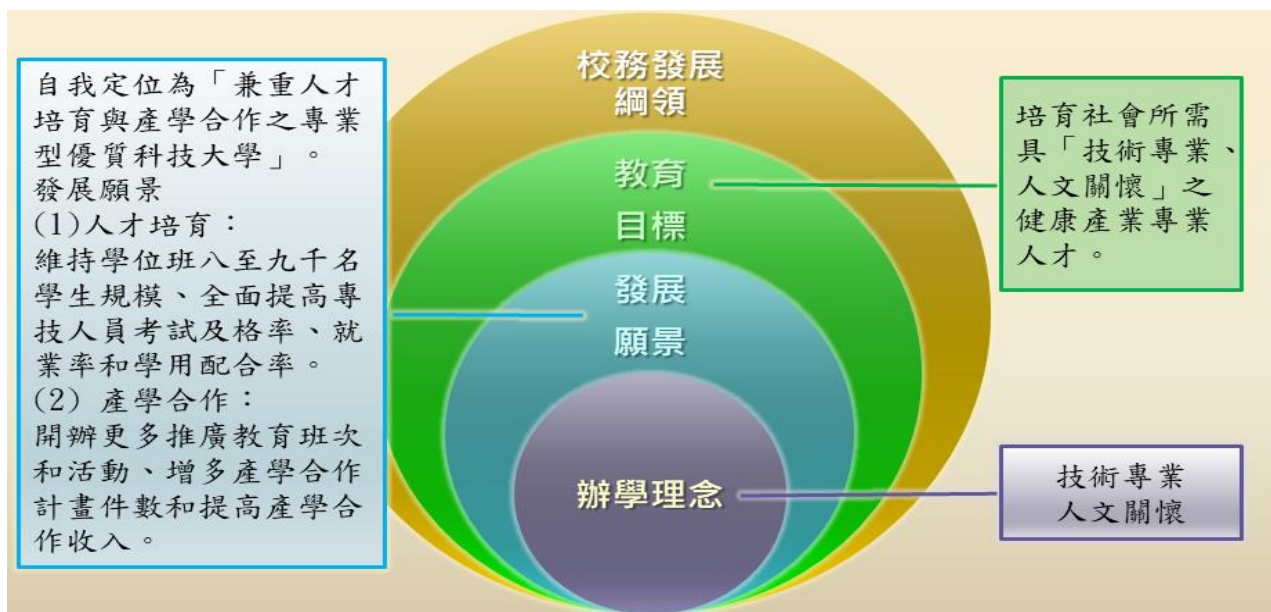 自我定位為「兼重人才
培育與產學合作之專業
型優質科技大學」。
發展願景
(1)人才培育：
維持學位班八至九千名
學生規模、全面提高專
技人員考試及格率、就
業率和學用配合率。
(2) 產學合作：
開辦更多推廣教育班次
和活動、增多產學合作
計畫件數和提高產學合
作收入。
校務發展
綱領
教育
目標
發展
願景
辦學理念
培育社會所需
具「技術專業、
人文關懷」之
健康產業專業
人才。
技術專業
人文關懷